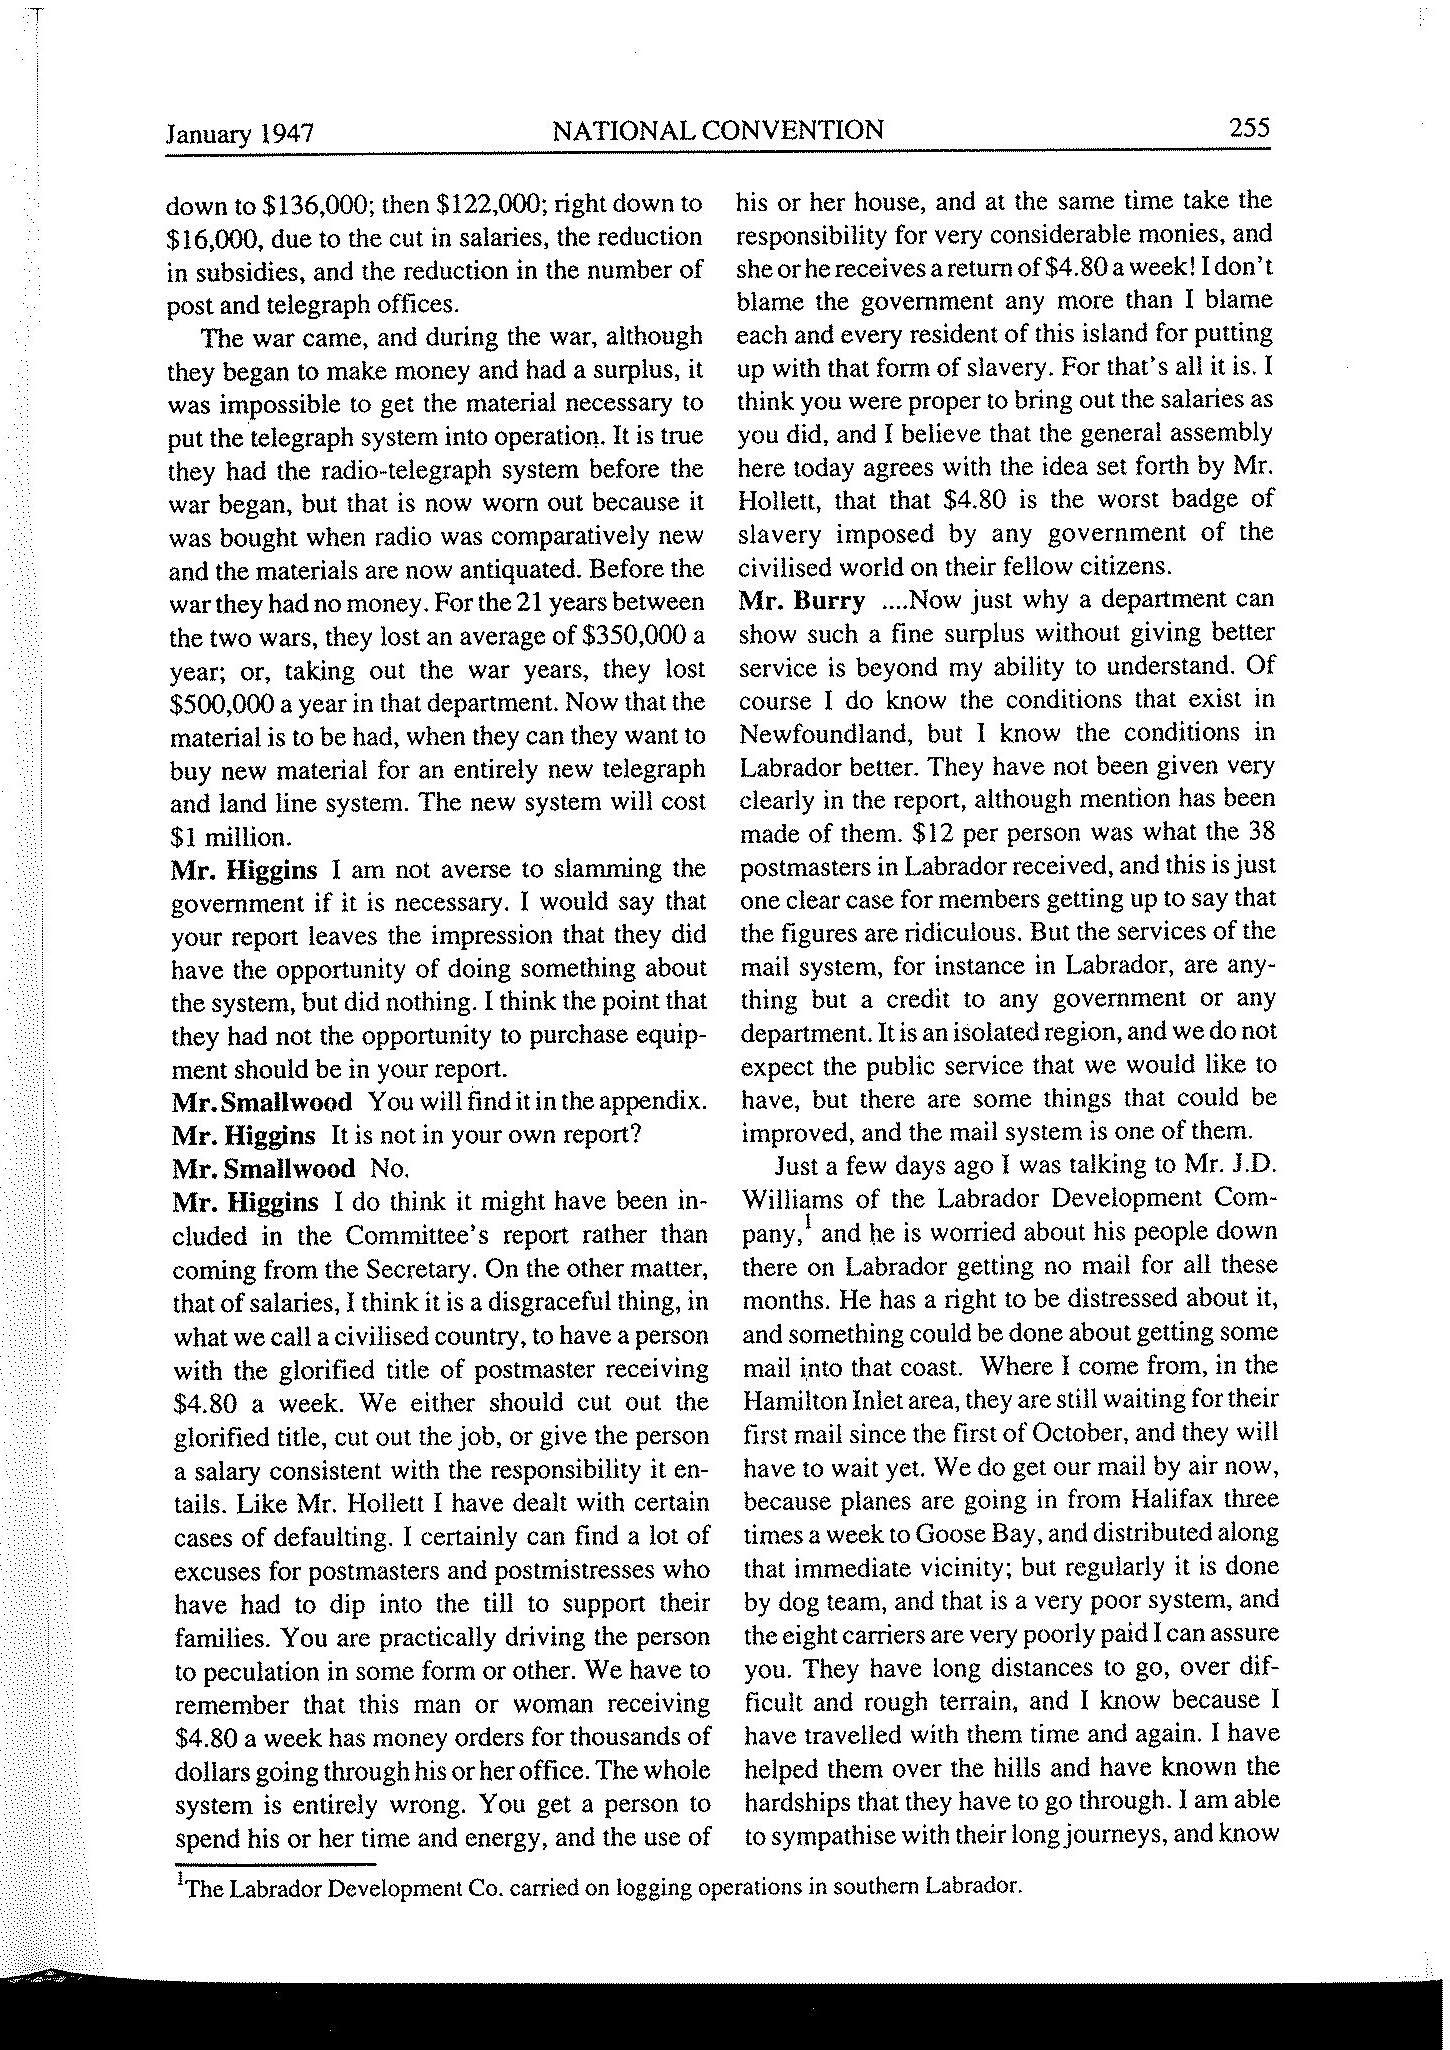 January 1947
NATIONAL CONVENTION
255
down to $136,000; then $122,000; right down to
$16,000, due to the cut in salaries, the reduction
in subsidies, and the reduction in the number of
post and telegraph offices.
The war came, and during the war, although
they began to make money and had a surplus, it
was impossible to get the material necessary to
put the telegraph system into operation. It is true
they had the radio-telegraph system before the
war began, but that is now worn out because it
was bought when radio was comparatively new
and the materials are now antiquated. Before the
war they had no money. For the 21 years between
the two wars, they lost an average of $350,000 a
year; or, taking out the war years, they lost
$500,000 a year in that department. Now that the
material is to be had, when they can they want to
buy new material for an entirely new telegraph
and land line system. The new system will cost
$1 million.
Mr. Higgins I am not averse to slamming the
government if it is necessary. I would say that
your report leaves the impression that they did
have the opportunity of doing something about
the system, but did nothing. I think the point that
they had not the opportunity to purchase equip-
ment should be in your report.
Mr. Smallwood You will find it in the appendix.
Mr. Higgins It is not in your own report?
Mr. Smallwood No.
Mr. Higgins I do think it might have been in-
cluded in the Committee's report rather than
coming from the Secretary. On the other matter,
that of salaries, I think it is a disgraceful thing, in
what we call a civilised country, to have a person
with the glorified title of postmaster receiving
$4.80 a week. We either should cut out the
glorified title, cut out the job, or give the person
a salary consistent with the responsibility it en-
tails. Like Mr. Hollett I have dealt with certain
cases of defaulting. I certainly can find a lot of
excuses for postmasters and postmistresses who
have had to dip into the till to support their
families. You are practically driving the person
to peculation in some form or other. We have to
remember that this man or woman receiving
$4.80 a week has money orders for thousands of
dollars going through his or her office. The whole
system is entirely wrong. You get a person to
spend his or her time and energy, and the use of
his or her house, and at the same time take the
responsibility for very considerable monies, and
she or he receives a return of $4.80 a week! I don't
blame the government any more than I blame
each and every resident of this island for putting
up with that form of slavery. For that's all it is. I
think you were proper to bring out the salaries as
you did, and I believe that the general assembly
here today agrees with the idea set forth by Mr.
Hollett, that that $4.80 is the worst badge of
slavery imposed by any government of the
civilised world on their fellow citizens.
Mr. Burry ....Now just why a department can
show such a fine surplus without giving better
service is beyond my ability to understand. Of
course I do know the conditions that exist in
Newfoundland, but I know the conditions in
Labrador better. They have not been given very
clearly in the report, although mention has been
made of them. $12 per person was what the 38
postmasters in Labrador received, and this is just
one clear case for members getting up to say that
the figures are ridiculous. But the services of the
mail system, for instance in Labrador, are any-
thing but a credit to any government or any
department. It is an isolated region, and we do not
expect the public service that we would like to
have, but there are some things that could be
improved, and the mail system is one of them.
Just a few days ago I was talking to Mr. J.D.
Williams of the Labrador Development Com-
pany,¹ and he is worried about his people down
there on Labrador getting no mail for all these
months. He has a right to be distressed about it,
and something could be done about getting some
mail into that coast. Where I come from, in the
Hamilton Inlet area, they are still waiting for their
first mail since the first of October, and they will
have to wait yet. We do get our mail by air now,
because planes are going in from Halifax three
times a week to Goose Bay, and distributed along
that immediate vicinity; but regularly it is done
by dog team, and that is a very poor system, and
the eight carriers are very poorly paid I can assure
you. They have long distances to go, over dif-
ficult and rough terrain, and I know because I
have travelled with them time and again. I have
helped them over the hills and have known the
hardships that they have to go through. I am able
to sympathise with their long journeys, and know
¹The Labrador Development Co. carried on logging operations in southern Labrador.